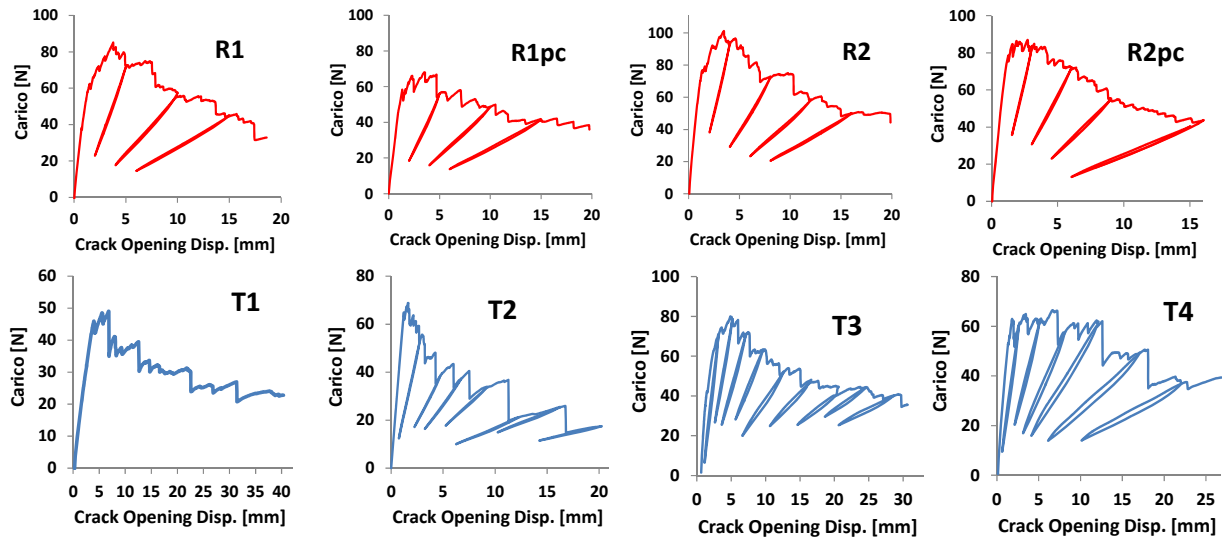 R1
Carico [N]
100
80
60
40
20
0
0 5 10 15 20
Crack Opening Disp. [mm]
R1pc
Carico [N]
100
80
60
40
20
0
0 5 10 15 20
Crack Opening Disp. [mm]
R2
Carico [N]
100
80
60
40
20
0
0 5 10 15 20
Crack Opening Disp. [mm]
R2pc
Carico [N]
100
80
60
40
20
0
0 5 10 15
Crack Opening Disp. [mm]
T1
Carico [N]
60
50
40
30
20
10
0
0 5 10 15 20 25 30 35 40
Crack Opening Disp. [mm]
T2
Carico [N]
80
60
40
20
0
0 5 10 15 20
Crack Opening Disp. [mm]
T3
Carico [N]
100
80
60
40
20
0
0 5 10 15 20 25 30
Crack Opening Disp. [mm]
T4
Carico [N]
80
60
40
20
0
0 5 10 15 20 25
Crack Opening Disp. [mm]